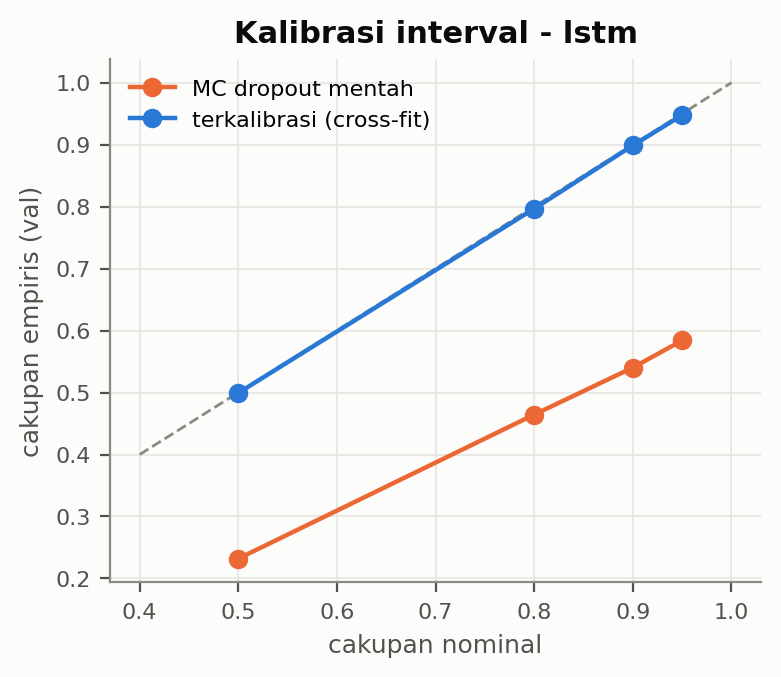 Kalibrasi interval - lstm
MC dropout mentah
terkalibrasi (cross-fit)
cakupan empiris (val)
1.0
0.9
0.8
0.7
0.6
0.5
0.4
0.3
0.2
0.4 0.5 0.6 0.7 0.8 0.9 1.0
cakupan nominal